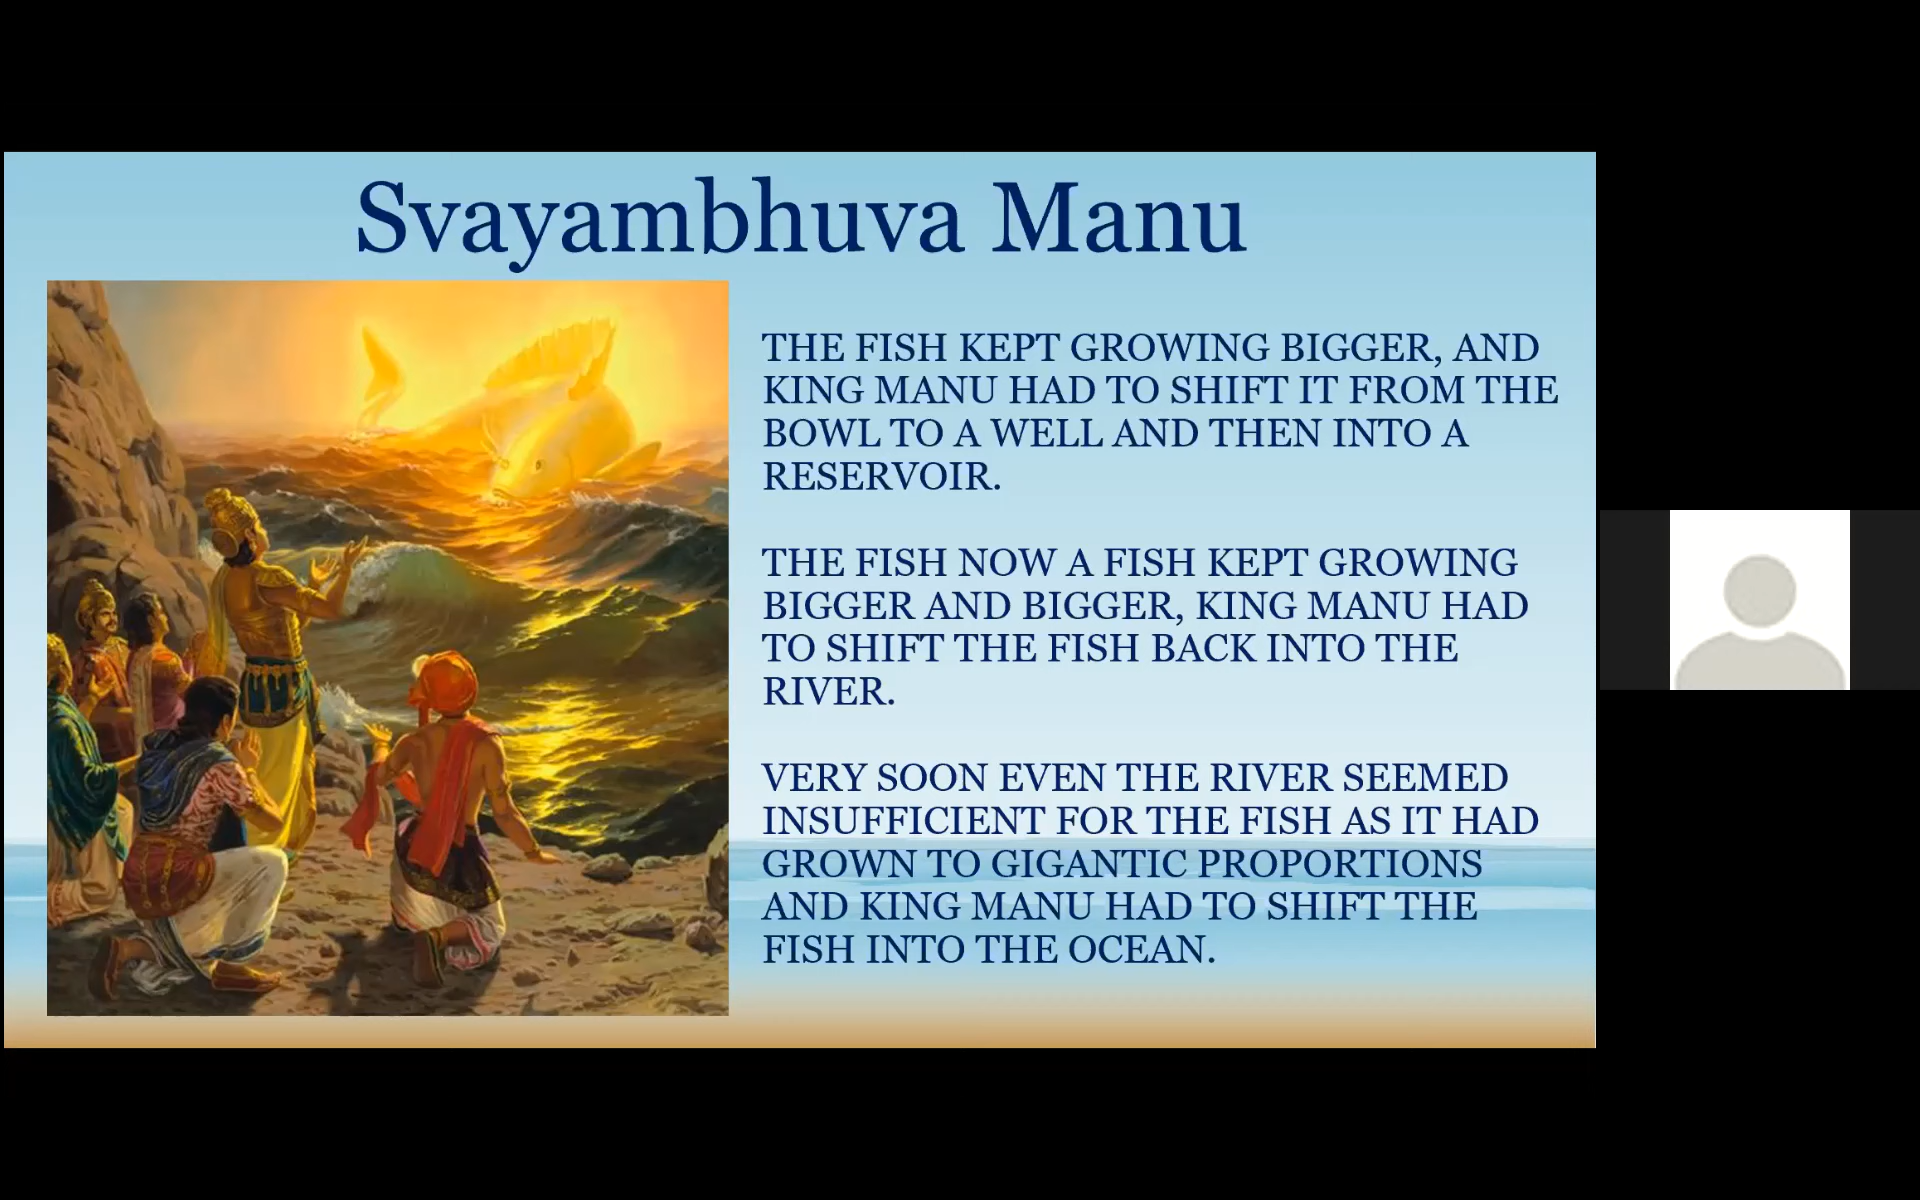 Svayambhuva Manu
THE FISH KEPT GROWING BIGGER, AND
KING MANU HAD TO SHIFT IT FROM THE
BOWL TO A WELL AND THEN INTO A
RESERVOIR.
THE FISH NOW A FISH KEPT GROWING
BIGGER AND BIGGER, KING MANU HAD
TO SHIFT THE FISH BACK INTO THE
RIVER.
VERY SOON EVEN THE RIVER SEEMED
INSUFFICIENT FOR THE FISH AS IT HAD
GROWN TO GIGANTIC PROPORTIONS
AND KING MANU HAD TO SHIFT THE
FISH INTO THE OCEAN.